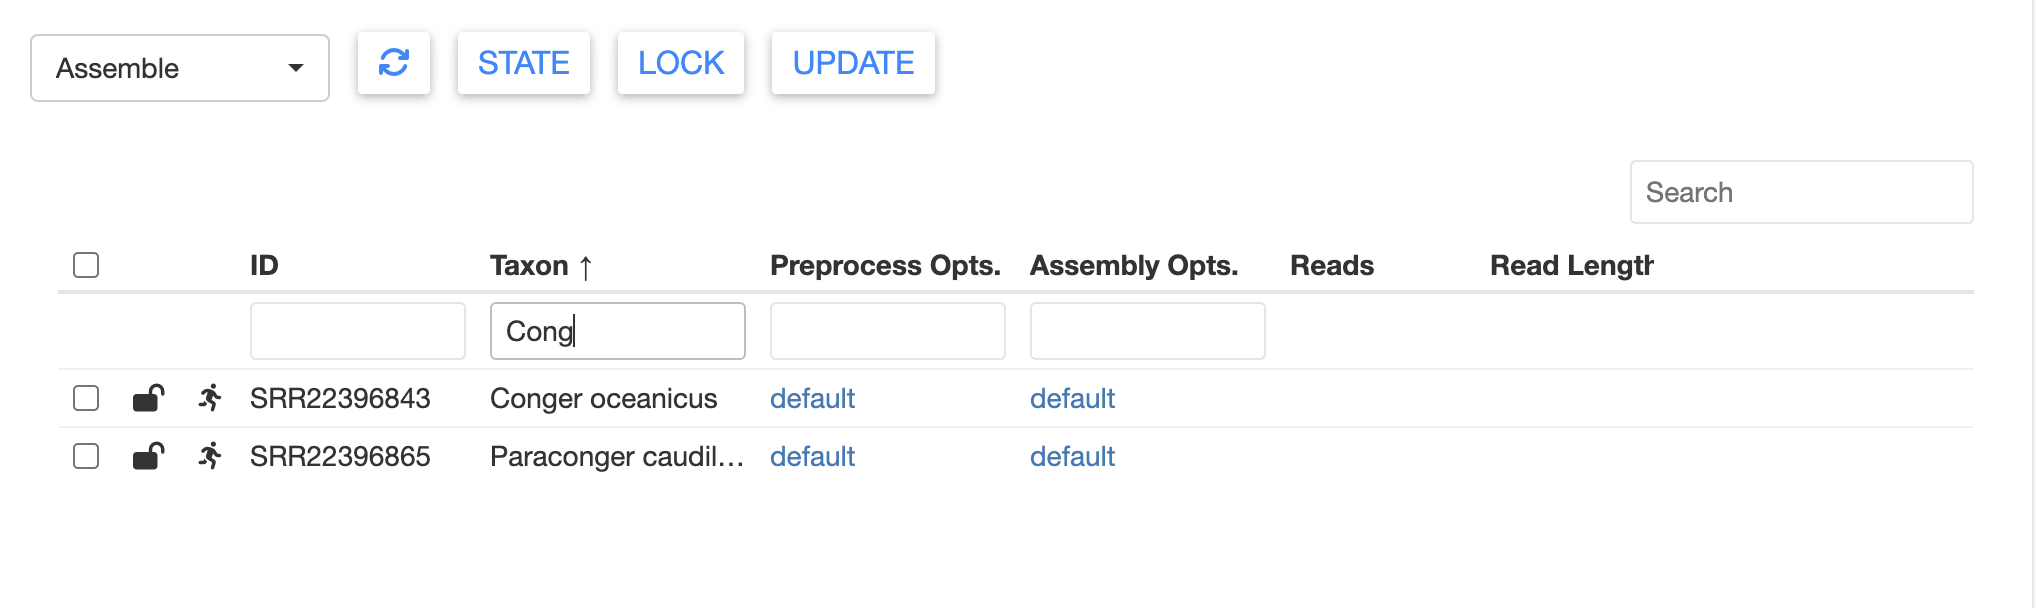 Assemble STATE LOCK UPDATE
Search
ID Taxon ↑ Preprocess Opts. Assembly Opts. Reads Read Length
Cong
SRR22396843 Conger oceanicus default default
SRR22396865 Paraconger caudil... default default